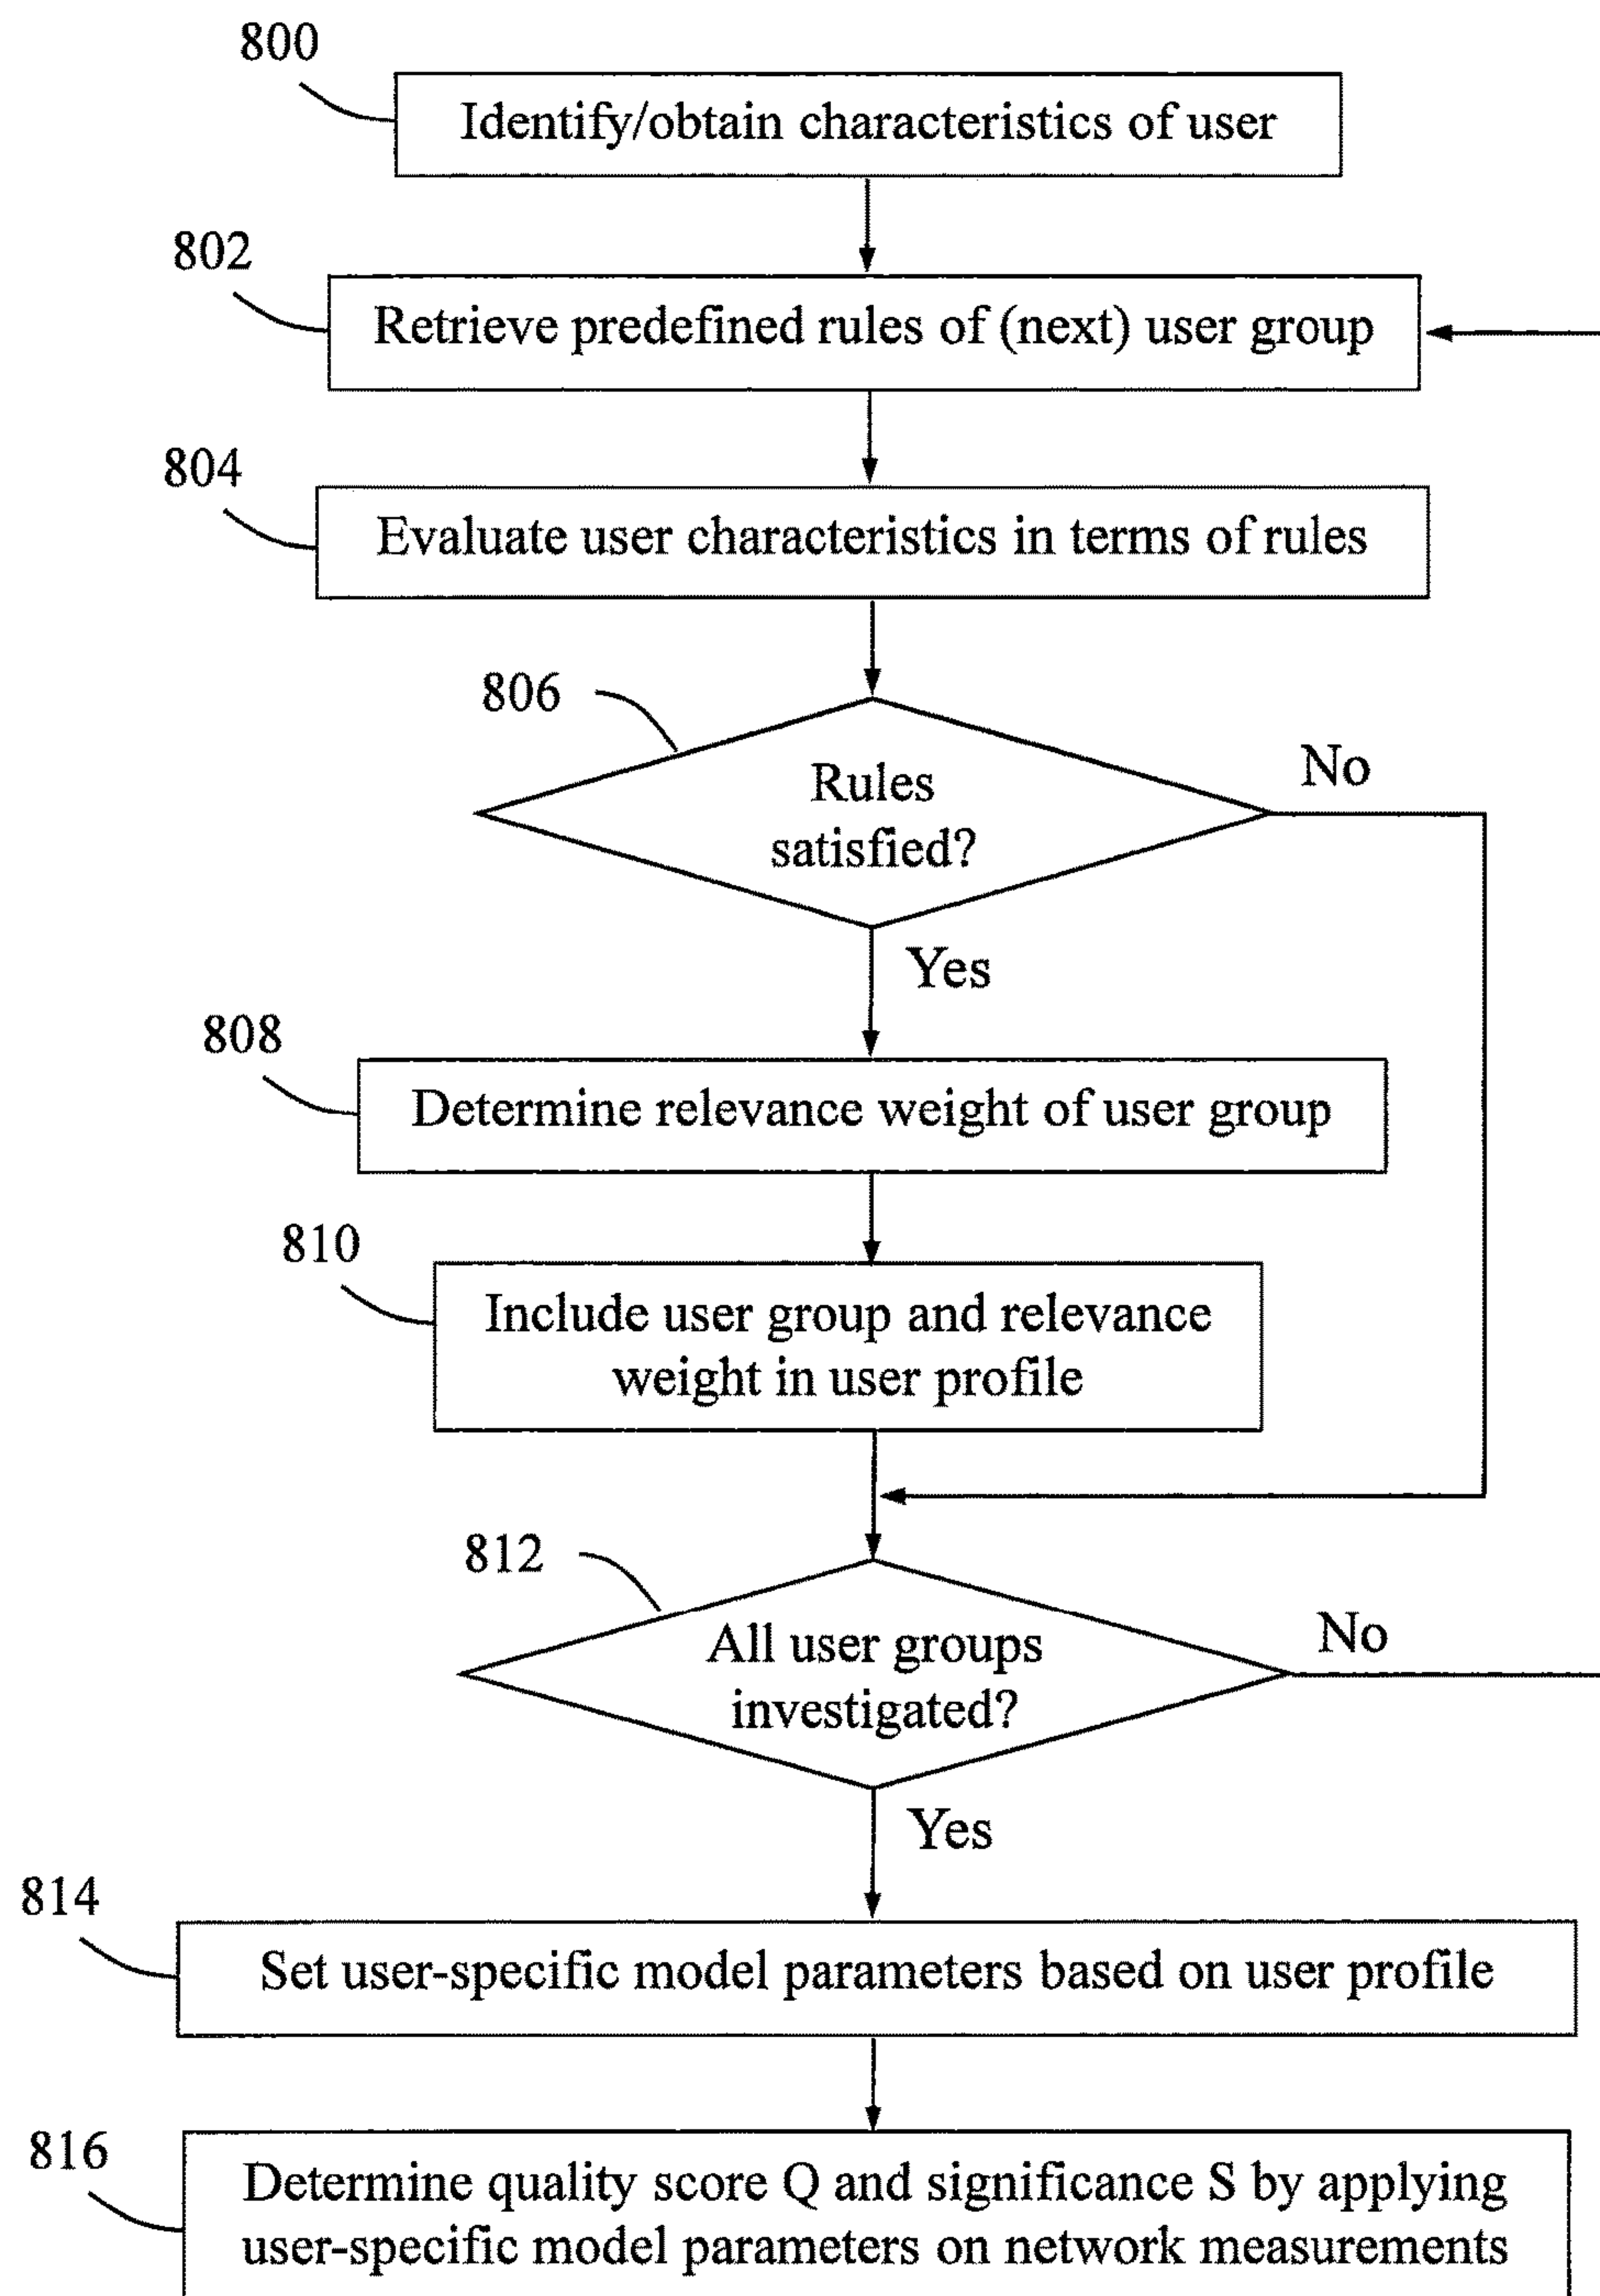 800
Identify/obtain characteristics of user
802
Retrieve predefined rules of (next) user group
804
Evaluate user characteristics in terms of rules
806
Rules
satisfied?
No
Yes
808
Determine relevance weight of user group
810
Include user group and relevance
weight in user profile
812
All user groups
investigated?
No
Yes
814
Set user-specific model parameters based on user profile
816
Determine quality score Q and significance S by applying
user-specific model parameters on network measurements